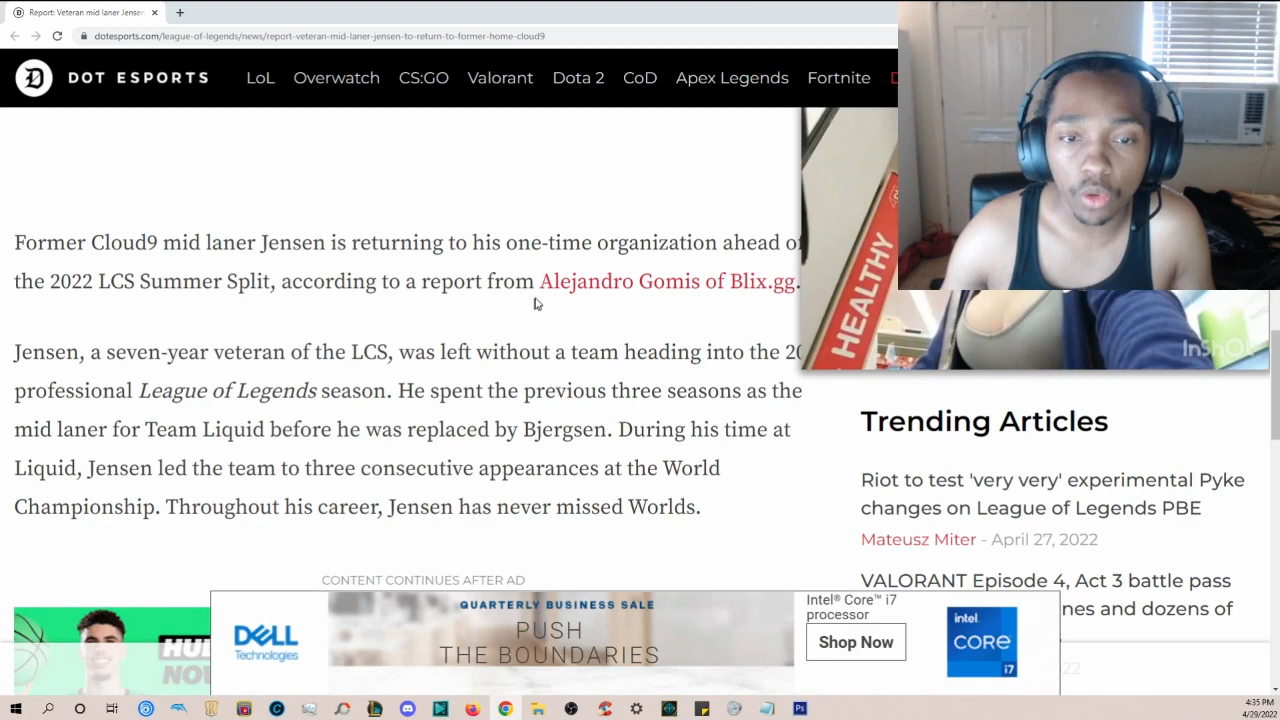 Report: Veteran mid laner Jensen
dotesports.com/league-of-legends/news/report-veteran-mid-laner-jensen-to-return-to-former-home-cloud9
D DOT ESPORTS LoL Overwatch CS:GO Valorant Dota 2 CoD Apex Legends Fortnite
HEALTHY
InShOt
Former Cloud9 mid laner Jensen is returning to his one-time organization ahead of
the 2022 LCS Summer Split, according to a report from Alejandro Gomis of Blix.gg.
Jensen, a seven-year veteran of the LCS, was left without a team heading into the 20
professional League of Legends season. He spent the previous three seasons as the
mid laner for Team Liquid before he was replaced by Bjergsen. During his time at
Liquid, Jensen led the team to three consecutive appearances at the World
Championship. Throughout his career, Jensen has never missed Worlds.
CONTENT CONTINUES AFTER AD
Trending Articles
Riot to test 'very very' experimental Pyke
changes on League of Legends PBE
Mateusz Miter - April 27, 2022
VALORANT Episode 4, Act 3 battle pass
nes and dozens of
DELL
Technologies
QUARTERLY BUSINESS SALE
PUSH
THE BOUNDARIES
Intel® Core™ i7
processor
Shop Now
intel.
CORE
i7
4:35 PM
4/29/2022